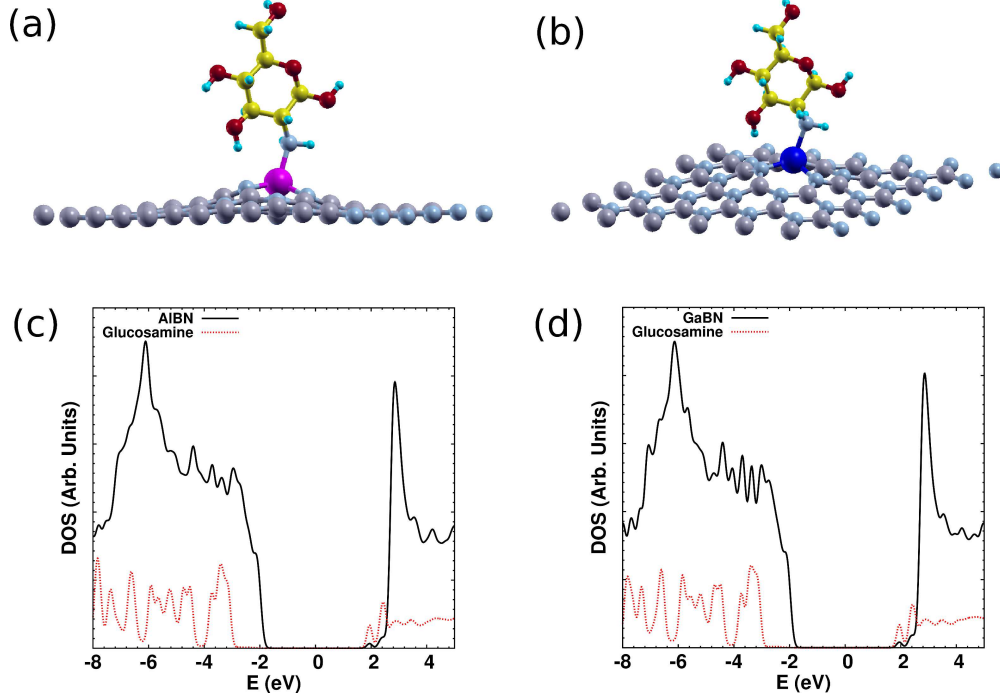 (a)
(b)
(c)
AlBN
Glucosamine
DOS (Arb. Units)
-8 -6 -4 -2 0 2 4
E (eV)
(d)
GaBN
Glucosamine
DOS (Arb. Units)
-8 -6 -4 -2 0 2 4
E (eV)